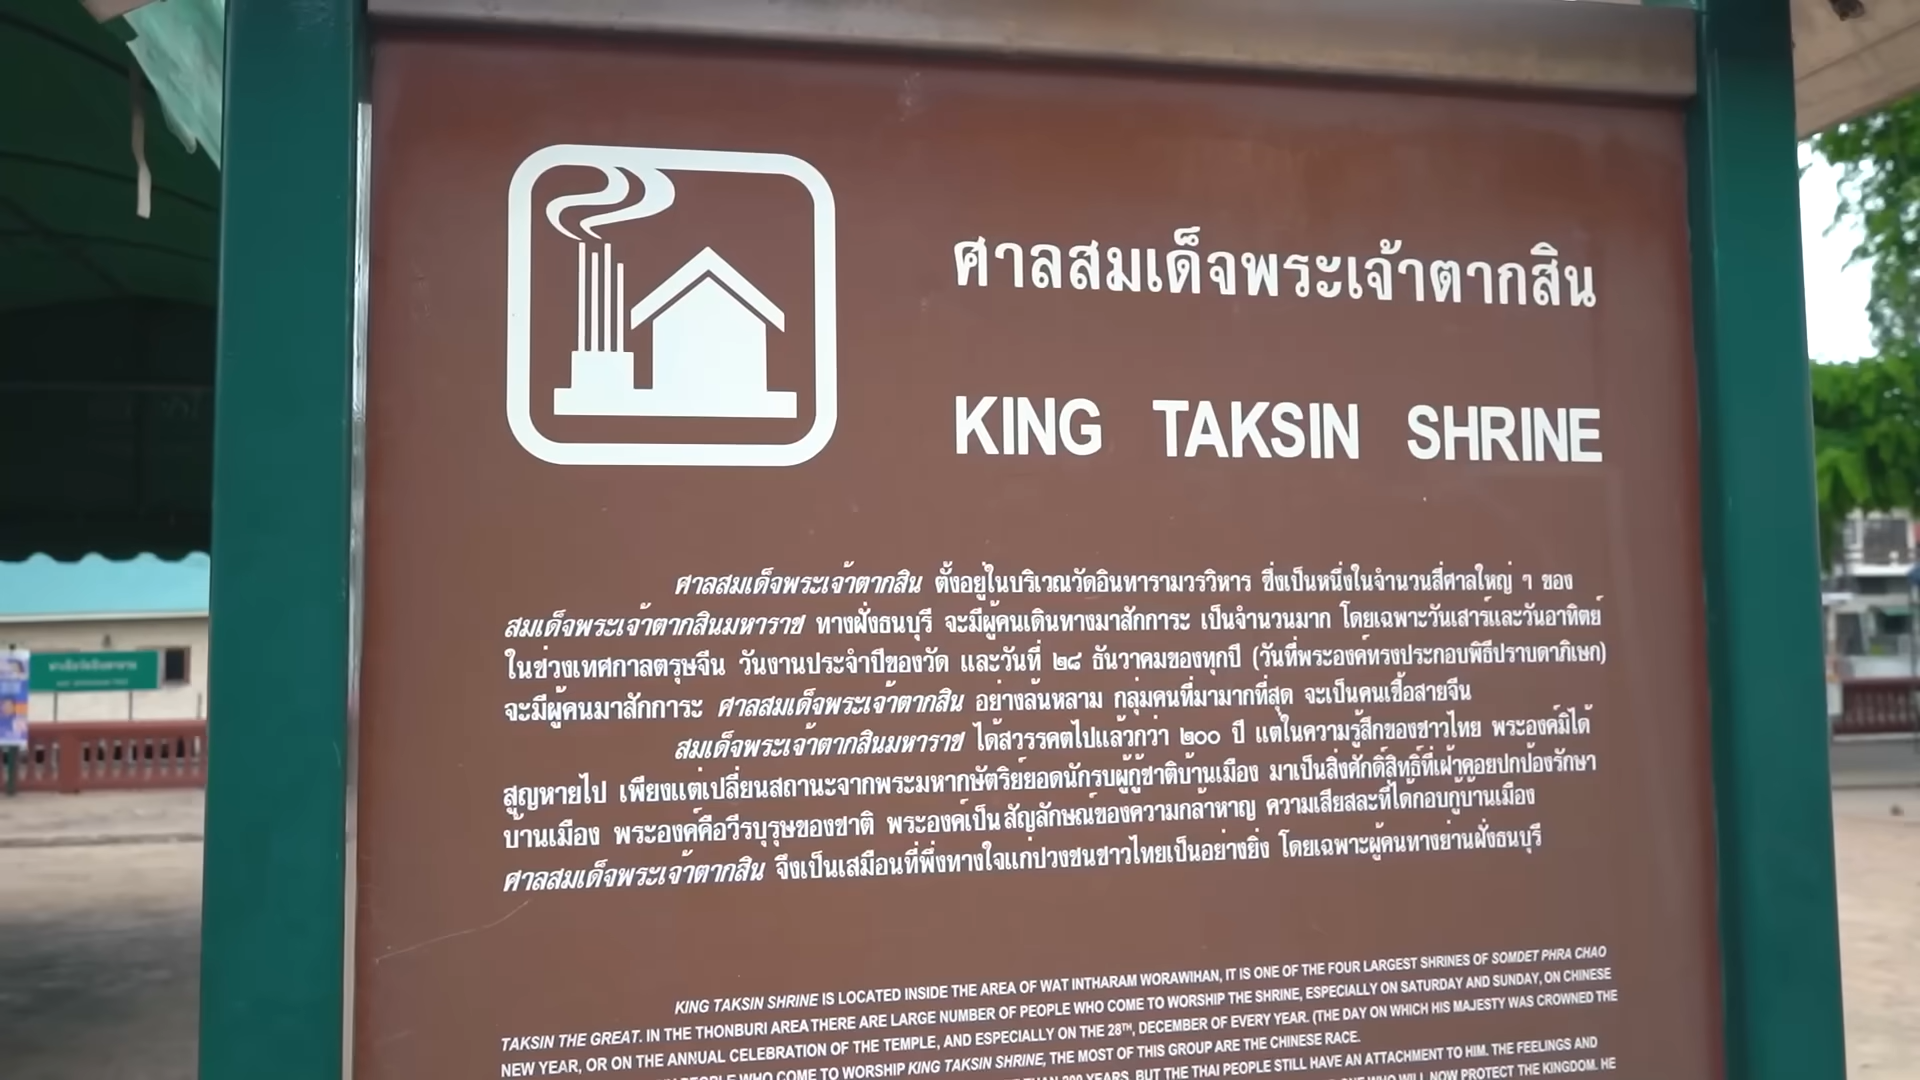 ศาลสมเด็จพระเจ้าตากสิน
KING TAKSIN SHRINE
ศาลสมเด็จพระเจ้าตากสิน ตั้งอยู่ในบริเวณวัดอินทารามวรวิหาร ซึ่งเป็นหนึ่งในจำนวนสี่ศาลใหญ่ ๆ ของ
สมเด็จพระเจ้าตากสินมหาราช ทางฝั่งธนบุรี จะมีผู้คนเดินทางมาสักการะ เป็นจำนวนมาก โดยเฉพาะวันเสาร์และวันอาทิตย์
ในช่วงเทศกาลตรุษจีน วันงานประจำปีของวัด และวันที่ ๒๘ ธันวาคมของทุกปี (วันที่พระองค์ทรงประกอบพิธีปราบดาภิเษก)
จะมีผู้คนมาสักการะ ศาลสมเด็จพระเจ้าตากสิน อย่างล้นหลาม กลุ่มคนที่มามากที่สุด จะเป็นคนเชื้อสายจีน
สมเด็จพระเจ้าตากสินมหาราช ได้สวรรคตไปแล้วกว่า ๒๐๐ ปี แต่ในความรู้สึกของชาวไทย พระองค์มิได้
สูญหายไป เพียงแต่เปลี่ยนสถานะจากพระมหากษัตริย์ยอดนักรบผู้กู้ชาติบ้านเมือง มาเป็นสิ่งศักดิ์สิทธิ์ที่เฝ้าคอยปกป้องรักษา
บ้านเมือง พระองค์คือวีรบุรุษของชาติ พระองค์เป็นสัญลักษณ์ของความกล้าหาญ ความเสียสละที่ได้กอบกู้บ้านเมือง
ศาลสมเด็จพระเจ้าตากสิน จึงเป็นเสมือนที่พึ่งทางใจแก่ปวงชนชาวไทยเป็นอย่างยิ่ง โดยเฉพาะผู้คนทางย่านฝั่งธนบุรี
KING TAKSIN SHRINE IS LOCATED INSIDE THE AREA OF WAT INTHARAM WORAWIHAN, IT IS ONE OF THE FOUR LARGEST SHRINES OF SOMDET PHRA CHAO
TAKSIN THE GREAT. IN THE THONBURI AREA THERE ARE LARGE NUMBER OF PEOPLE WHO COME TO WORSHIP THE SHRINE, ESPECIALLY ON SATURDAY AND SUNDAY, ON CHINESE
NEW YEAR, OR ON THE ANNUAL CELEBRATION OF THE TEMPLE, AND ESPECIALLY ON THE 28TH, DECEMBER OF EVERY YEAR. (THE DAY ON WHICH HIS MAJESTY WAS CROWNED THE
WHO COME TO WORSHIP KING TAKSIN SHRINE, THE MOST OF THIS GROUP ARE THE CHINESE RACE.
YEARS, BUT THE THAI PEOPLE STILL HAVE AN ATTACHMENT TO HIM. THE FEELINGS AND
WHO WILL NOW PROTECT THE KINGDOM. HE